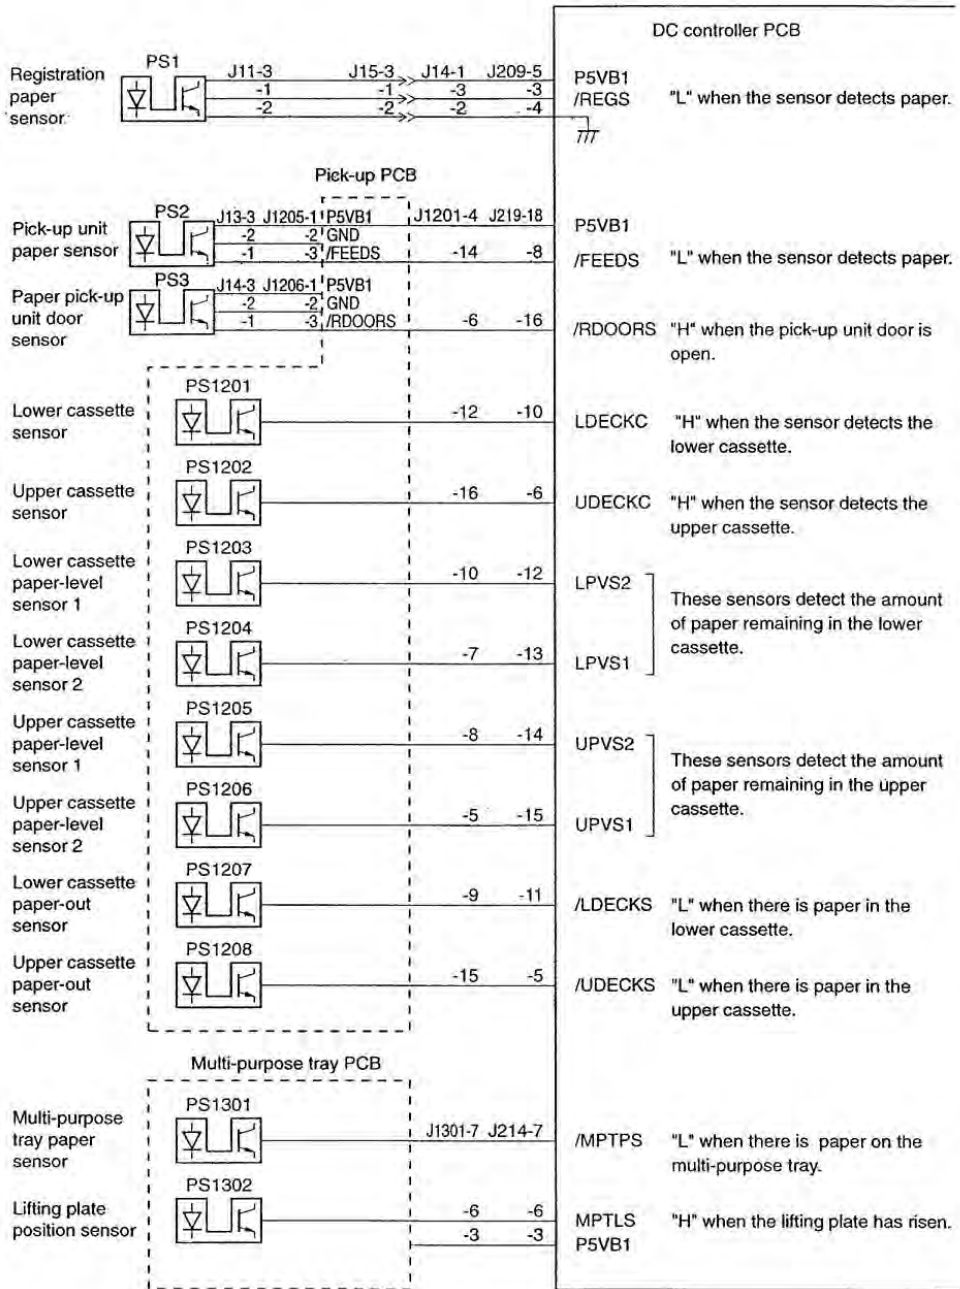 DC controller PCB
PS1
Registration
paper
sensor
J11-3 J15-3 J14-1 J209-5
-1 -1 -3 -3
-2 -2 -2 -4
P5VB1
/REGS "L" when the sensor detects paper.
Pick-up PCB
PS2
Pick-up unit
paper sensor
J13-3 J1205-1 P5VB1 J1201-4 J219-18
-2 -2 GND
-1 -3 /FEEDS -14 -8
P5VB1
/FEEDS "L" when the sensor detects paper.
PS3
Paper pick-up
unit door
sensor
J14-3 J1206-1 P5VB1
-2 -2 GND
-1 -3 /RDOORS -6 -16
/RDOORS "H" when the pick-up unit door is
open.
PS1201
Lower cassette
sensor
-12 -10
LDECKC "H" when the sensor detects the
lower cassette.
PS1202
Upper cassette
sensor
-16 -6
UDECKC "H" when the sensor detects the
upper cassette.
PS1203
Lower cassette
paper-level
sensor 1
-10 -12
LPVS2
These sensors detect the amount
of paper remaining in the lower
cassette.
PS1204
Lower cassette
paper-level
sensor 2
-7 -13
LPVS1
PS1205
Upper cassette
paper-level
sensor 1
-8 -14
UPVS2
These sensors detect the amount
of paper remaining in the upper
cassette.
PS1206
Upper cassette
paper-level
sensor 2
-5 -15
UPVS1
PS1207
Lower cassette
paper-out
sensor
-9 -11
/LDECKS "L" when there is paper in the
lower cassette.
PS1208
Upper cassette
paper-out
sensor
-15 -5
/UDECKS "L" when there is paper in the
upper cassette.
Multi-purpose tray PCB
PS1301
Multi-purpose
tray paper
sensor
J1301-7 J214-7
/MPTPS "L" when there is paper on the
multi-purpose tray.
PS1302
Lifting plate
position sensor
-6 -6
-3 -3
MPTLS "H" when the lifting plate has risen.
P5VB1